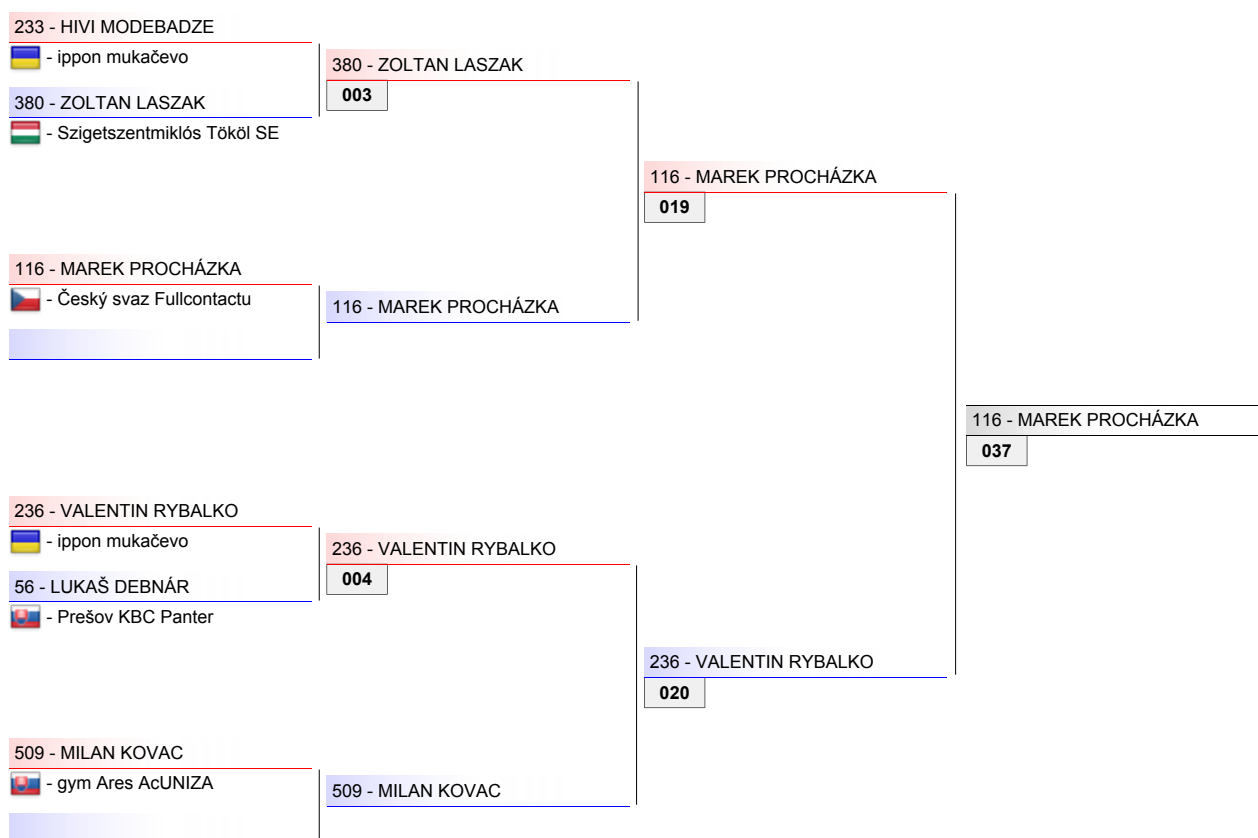 233 - HIVI MODEBADZE
- ippon mukačevo
380 - ZOLTAN LASZAK
- Szigetszentmiklós Tököl SE
380 - ZOLTAN LASZAK
003
116 - MAREK PROCHÁZKA
019
116 - MAREK PROCHÁZKA
- Český svaz Fullcontactu
116 - MAREK PROCHÁZKA
116 - MAREK PROCHÁZKA
037
236 - VALENTIN RYBALKO
- ippon mukačevo
56 - LUKAŠ DEBNÁR
- Prešov KBC Panter
236 - VALENTIN RYBALKO
004
236 - VALENTIN RYBALKO
020
509 - MILAN KOVAC
- gym Ares AcUNIZA
509 - MILAN KOVAC